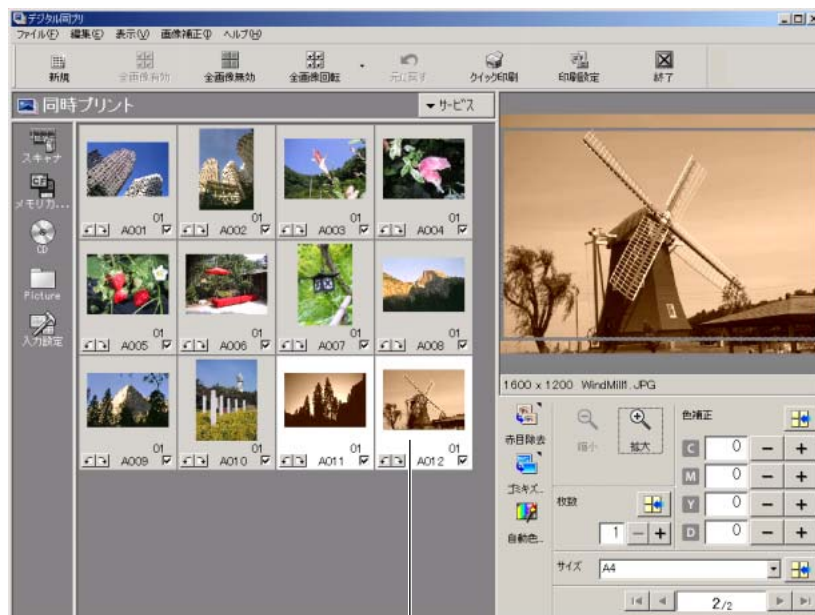 デジタル同プリ
ファイル(F) 編集(E) 表示(V) 画像補正(I) ヘルプ(H)
新規 全画像有効 全画像無効 全画像回転 元に戻す クイック印刷 印刷設定 終了
同時プリント サービス
スキャナ
メモリカ...
CD
Picture
入力設定
01 01 01 01
A001 A002 A003 A004
01 01 01 01
A005 A006 A007 A008
01 01 01 01
A009 A010 A011 A012
1600 x 1200 WindMill1.JPG
赤目除去 縮小 拡大 色補正
C 0
M 0
Y 0
D 0
ゴミキズ...
自動色...
枚数
1
サイズ A4
2/2